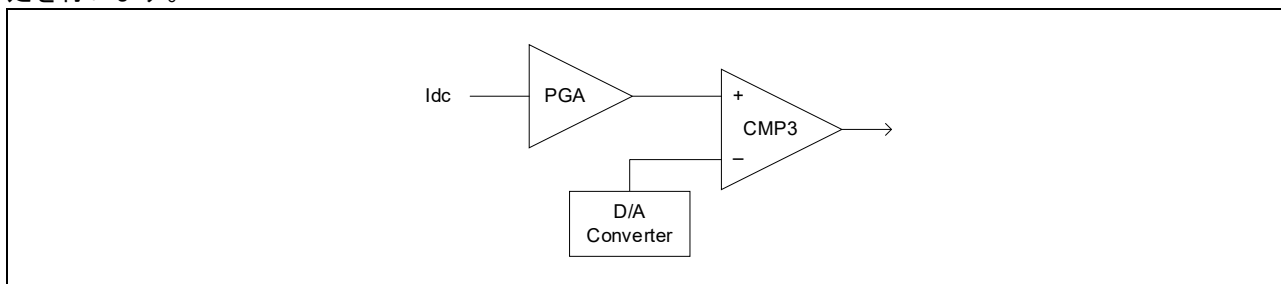 Idc
PGA
+
CMP3
−
D/A
Converter